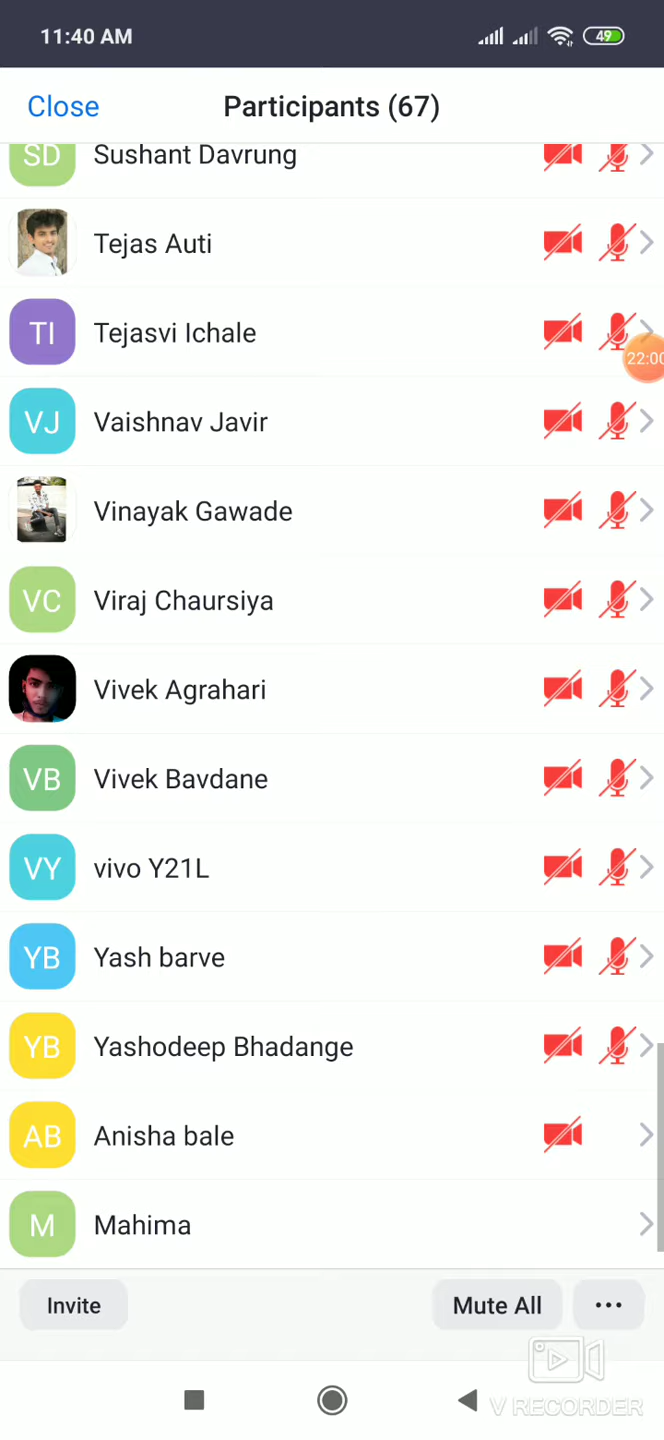 11:40 AM
49
Close
Participants (67)
SD
Sushant Davrung
Tejas Auti
TI
Tejasvi Ichale
22:00
VJ
Vaishnav Javir
Vinayak Gawade
VC
Viraj Chaursiya
Vivek Agrahari
VB
Vivek Bavdane
VY
vivo Y21L
YB
Yash barve
YB
Yashodeep Bhadange
AB
Anisha bale
M
Mahima
Invite
Mute All
V RECORDER